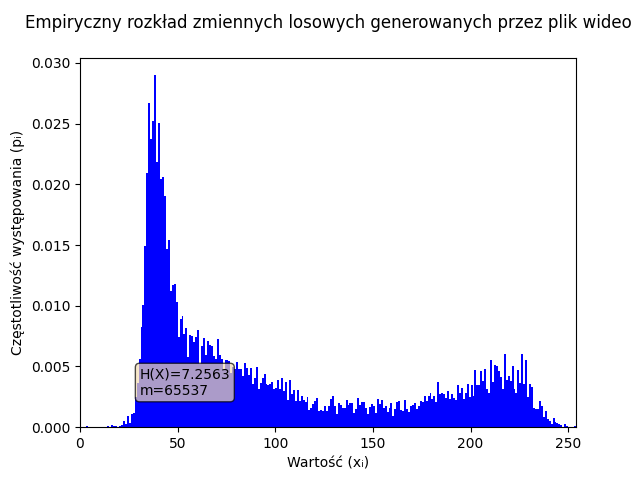 Empiryczny rozkład zmiennych losowych generowanych przez plik wideo
0.030
0.025
0.020
0.015
0.010
0.005
0.000
Częstotliwość występowania (pᵢ)
H(X)=7.2563
m=65537
0 50 100 150 200 250
Wartość (xᵢ)